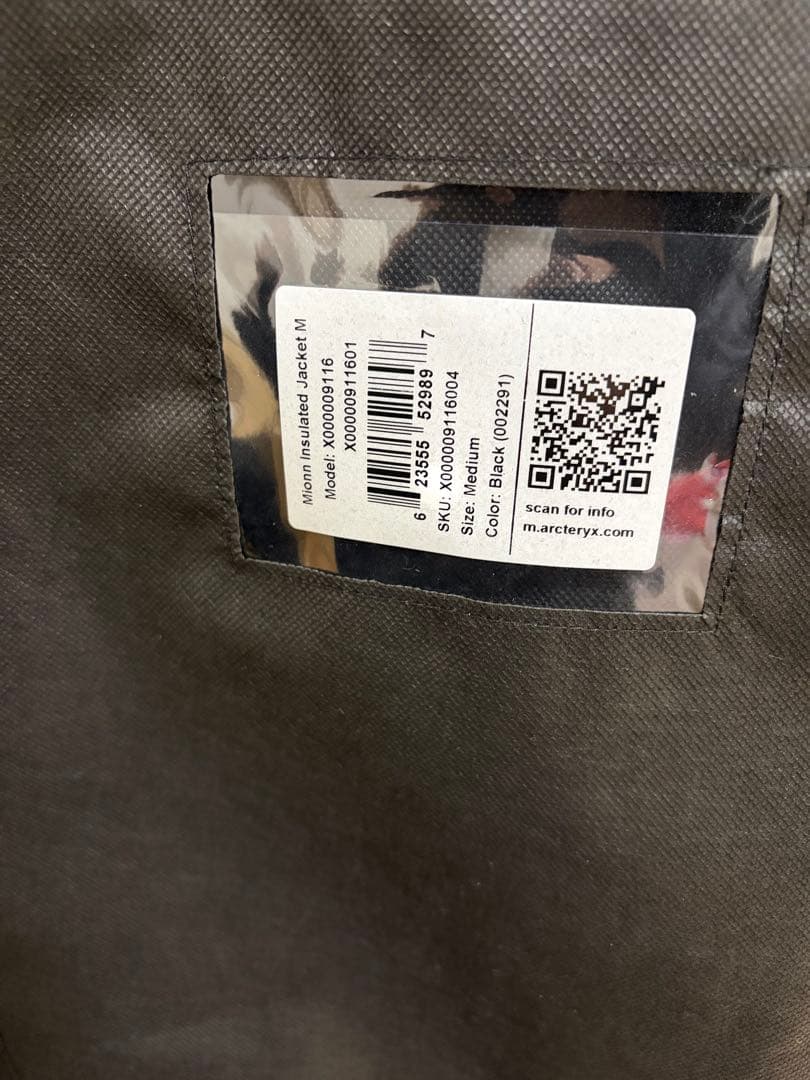 Mionn Insulated Jacket M
Model: X000009116
X00000911601
6 23555 52989 7
SKU: X000009116004
Size: Medium
Color: Black (002291)
scan for info
m.arcteryx.com